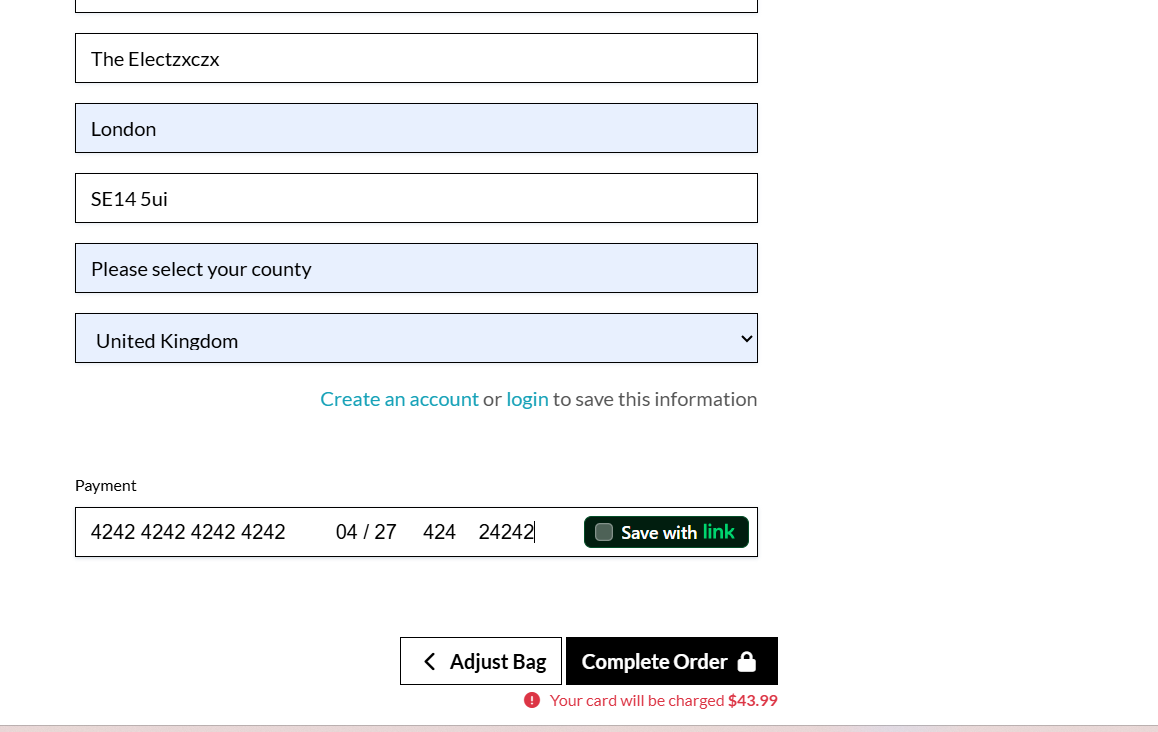 The Electzxczx
London
SE14 5ui
Please select your county
United Kingdom
Create an account or login to save this information
Payment
4242 4242 4242 4242 04 / 27 424 24242 Save with link
Adjust Bag Complete Order
Your card will be charged $43.99